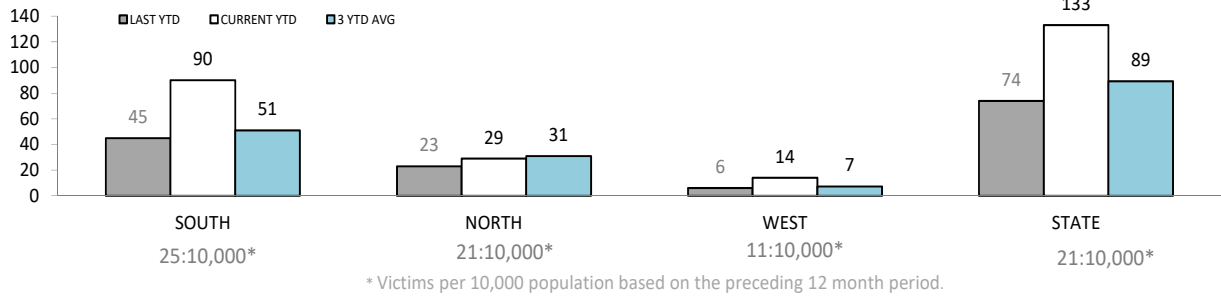 LAST YTD CURRENT YTD 3 YTD AVG
140
120
100
80
60
40
20
0
45 90 51
23 29 31
6 14 7
74 133 89
SOUTH NORTH WEST STATE
25:10,000* 21:10,000* 11:10,000* 21:10,000*
* Victims per 10,000 population based on the preceding 12 month period.